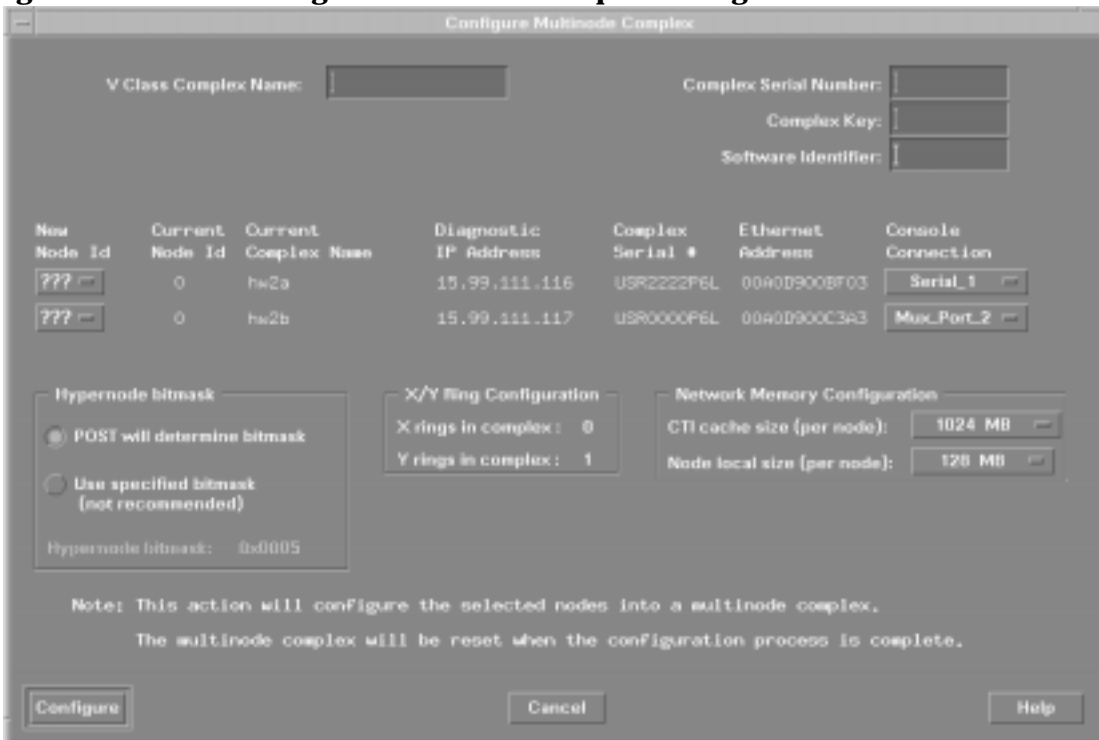 Configure Multinode Complex
V Class Complex Name: Complex Serial Number:
Complex Key:
Software Identifier:
New Current Current Diagnostic Complex Ethernet Console
Node Id Node Id Complex Name IP Address Serial # Address Connection
??? 0 hw2a 15.99.111.116 USR2222P6L 00A0D900BF03 Serial_1
??? 0 hw2b 15.99.111.117 USR0000P6L 00A0D900C3A3 Mux_Port_2
Hypernode bitmask X/Y Ring Configuration Network Memory Configuration
POST will determine bitmask X rings in complex: 0 CTI cache size (per node): 1024 MB
Y rings in complex: 1 Node local size (per node): 128 MB
Use specified bitmask
(not recommended)
Hypernode bitmask: 0x0005
Note: This action will configure the selected nodes into a multinode complex.
The multinode complex will be reset when the configuration process is complete.
Configure Cancel Help